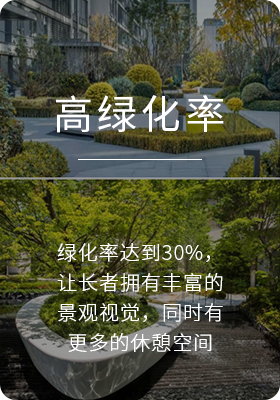 高绿化率
绿化率达到30%，
让长者拥有丰富的
景观视觉，同时有
更多的休憩空间